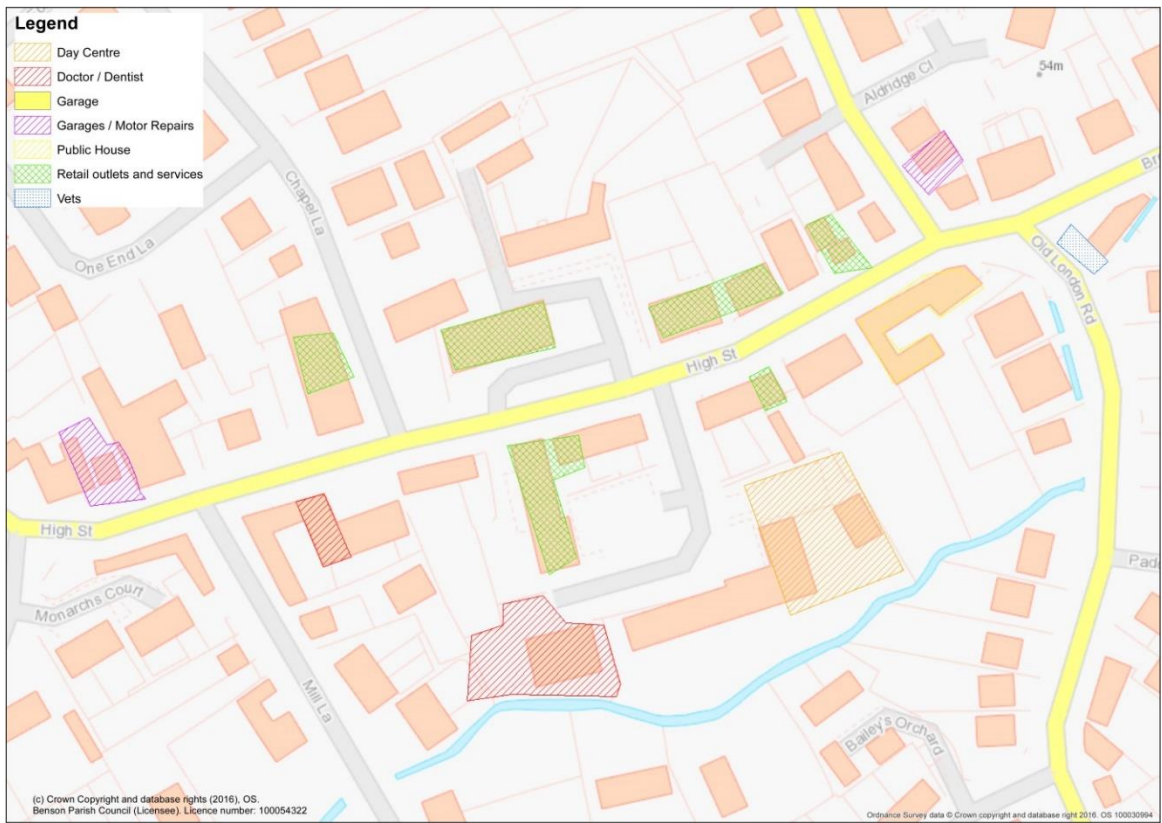 Legend
Day Centre
Doctor / Dentist
Garage
Garages / Motor Repairs
Public House
Retail outlets and services
Vets
54m
Aldridge Cl
Chapel La
One End La
Old London Rd
High St
High St
Monarchs Court
Mill La
Bailey's Orchard
(c) Crown Copyright and database rights (2016), OS.
Benson Parish Council (Licensee). Licence number: 100054322
Ordnance Survey data © Crown copyright and database right 2016. OS 100030994